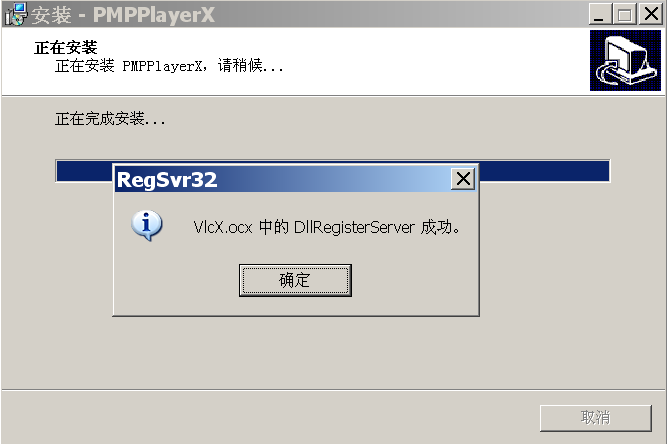 安装 - PMPPlayerX
正在安装
正在安装 PMPPlayerX，请稍候...
正在完成安装...
RegSvr32
VlcX.ocx 中的 DllRegisterServer 成功。
确定
取消